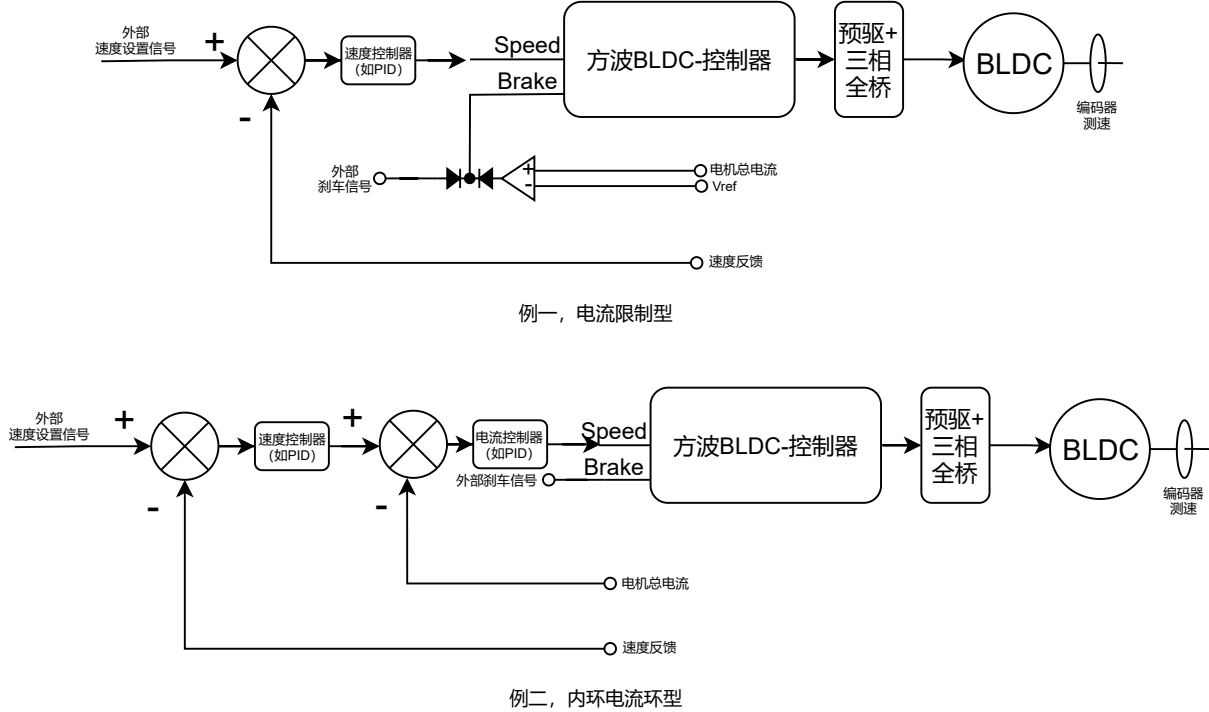 外部
速度设置信号
+
-
速度控制器
（如PID）
Speed
Brake
方波BLDC-控制器
预驱+
三相
全桥
BLDC
编码器
测速
外部
刹车信号
+
-
电机总电流
Vref
速度反馈
例一，电流限制型
外部
速度设置信号
+
-
速度控制器
（如PID）
+
-
电流控制器
（如PID）
Speed
Brake
外部刹车信号
方波BLDC-控制器
预驱+
三相
全桥
BLDC
编码器
测速
电机总电流
速度反馈
例二，内环电流环型